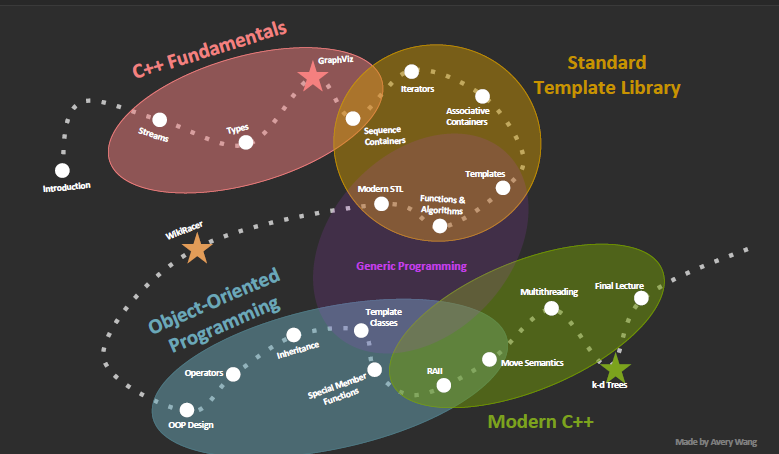 C++ Fundamentals
GraphViz
Standard
Template Library
Iterators
Associative
Containers
Streams
Types
Sequence
Containers
Introduction
Modern STL
Functions &
Algorithms
Templates
WikiRacer
Generic Programming
Object-Oriented
Programming
Template
Classes
Inheritance
Operators
OOP Design
Special Member
Functions
RAII
Move Semantics
Multithreading
Final Lecture
k-d Trees
Modern C++
Made by Avery Wang